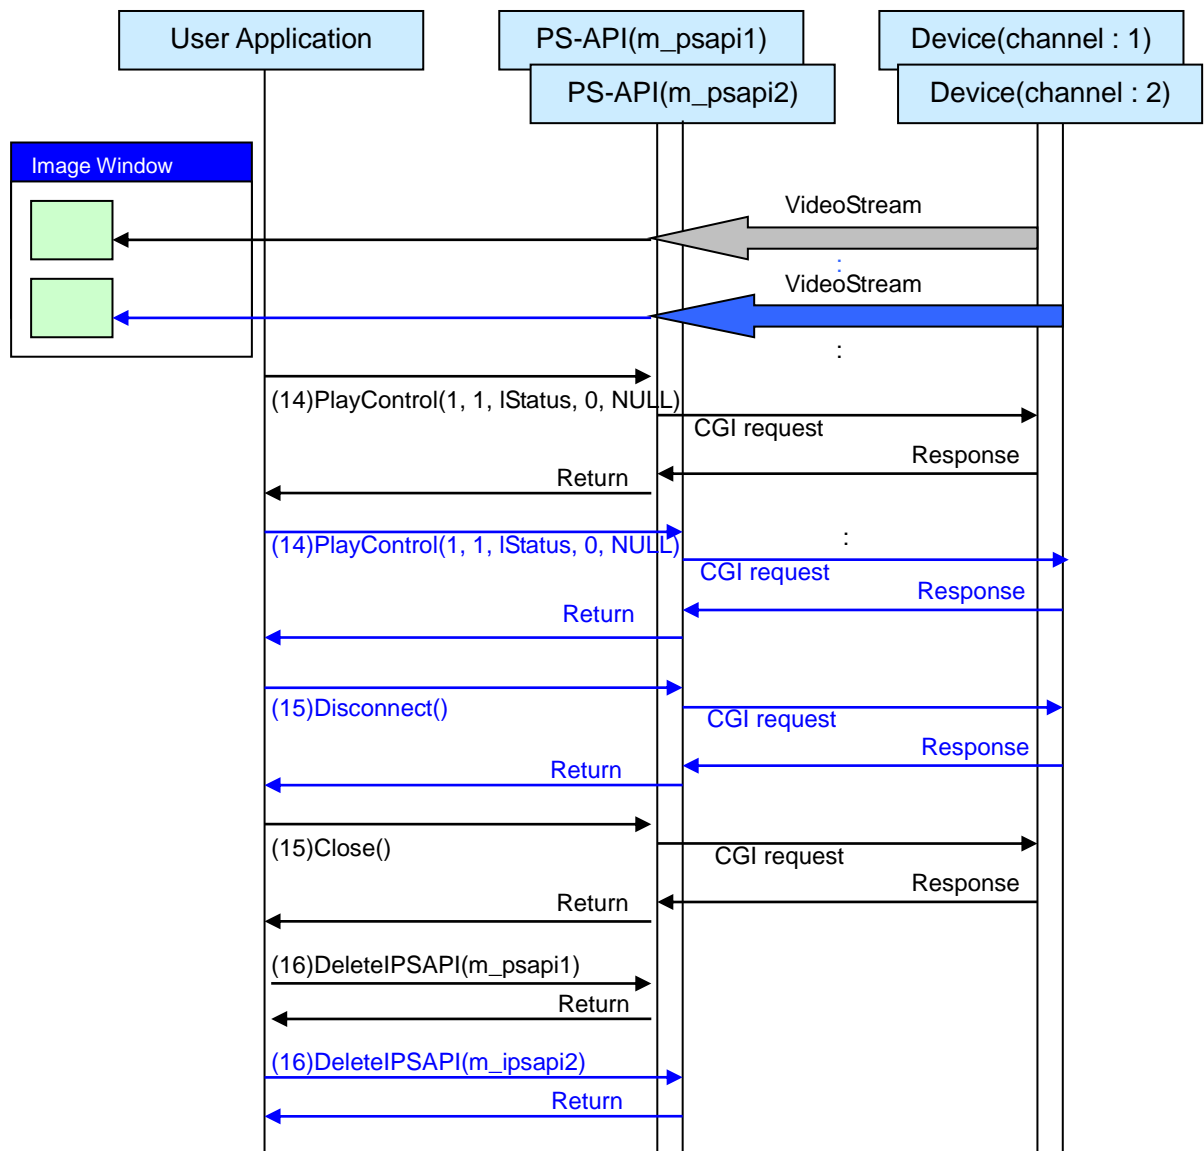 User Application
PS-API(m_psapi1)
Device(channel : 1)
PS-API(m_psapi2)
Device(channel : 2)
Image Window
VideoStream
:
VideoStream
:
(14)PlayControl(1, 1, lStatus, 0, NULL)
CGI request
Response
Return
(14)PlayControl(1, 1, lStatus, 0, NULL)
:
CGI request
Response
Return
(15)Disconnect()
CGI request
Response
Return
(15)Close()
CGI request
Response
Return
(16)DeleteIPSAPI(m_psapi1)
Return
(16)DeleteIPSAPI(m_ipsapi2)
Return